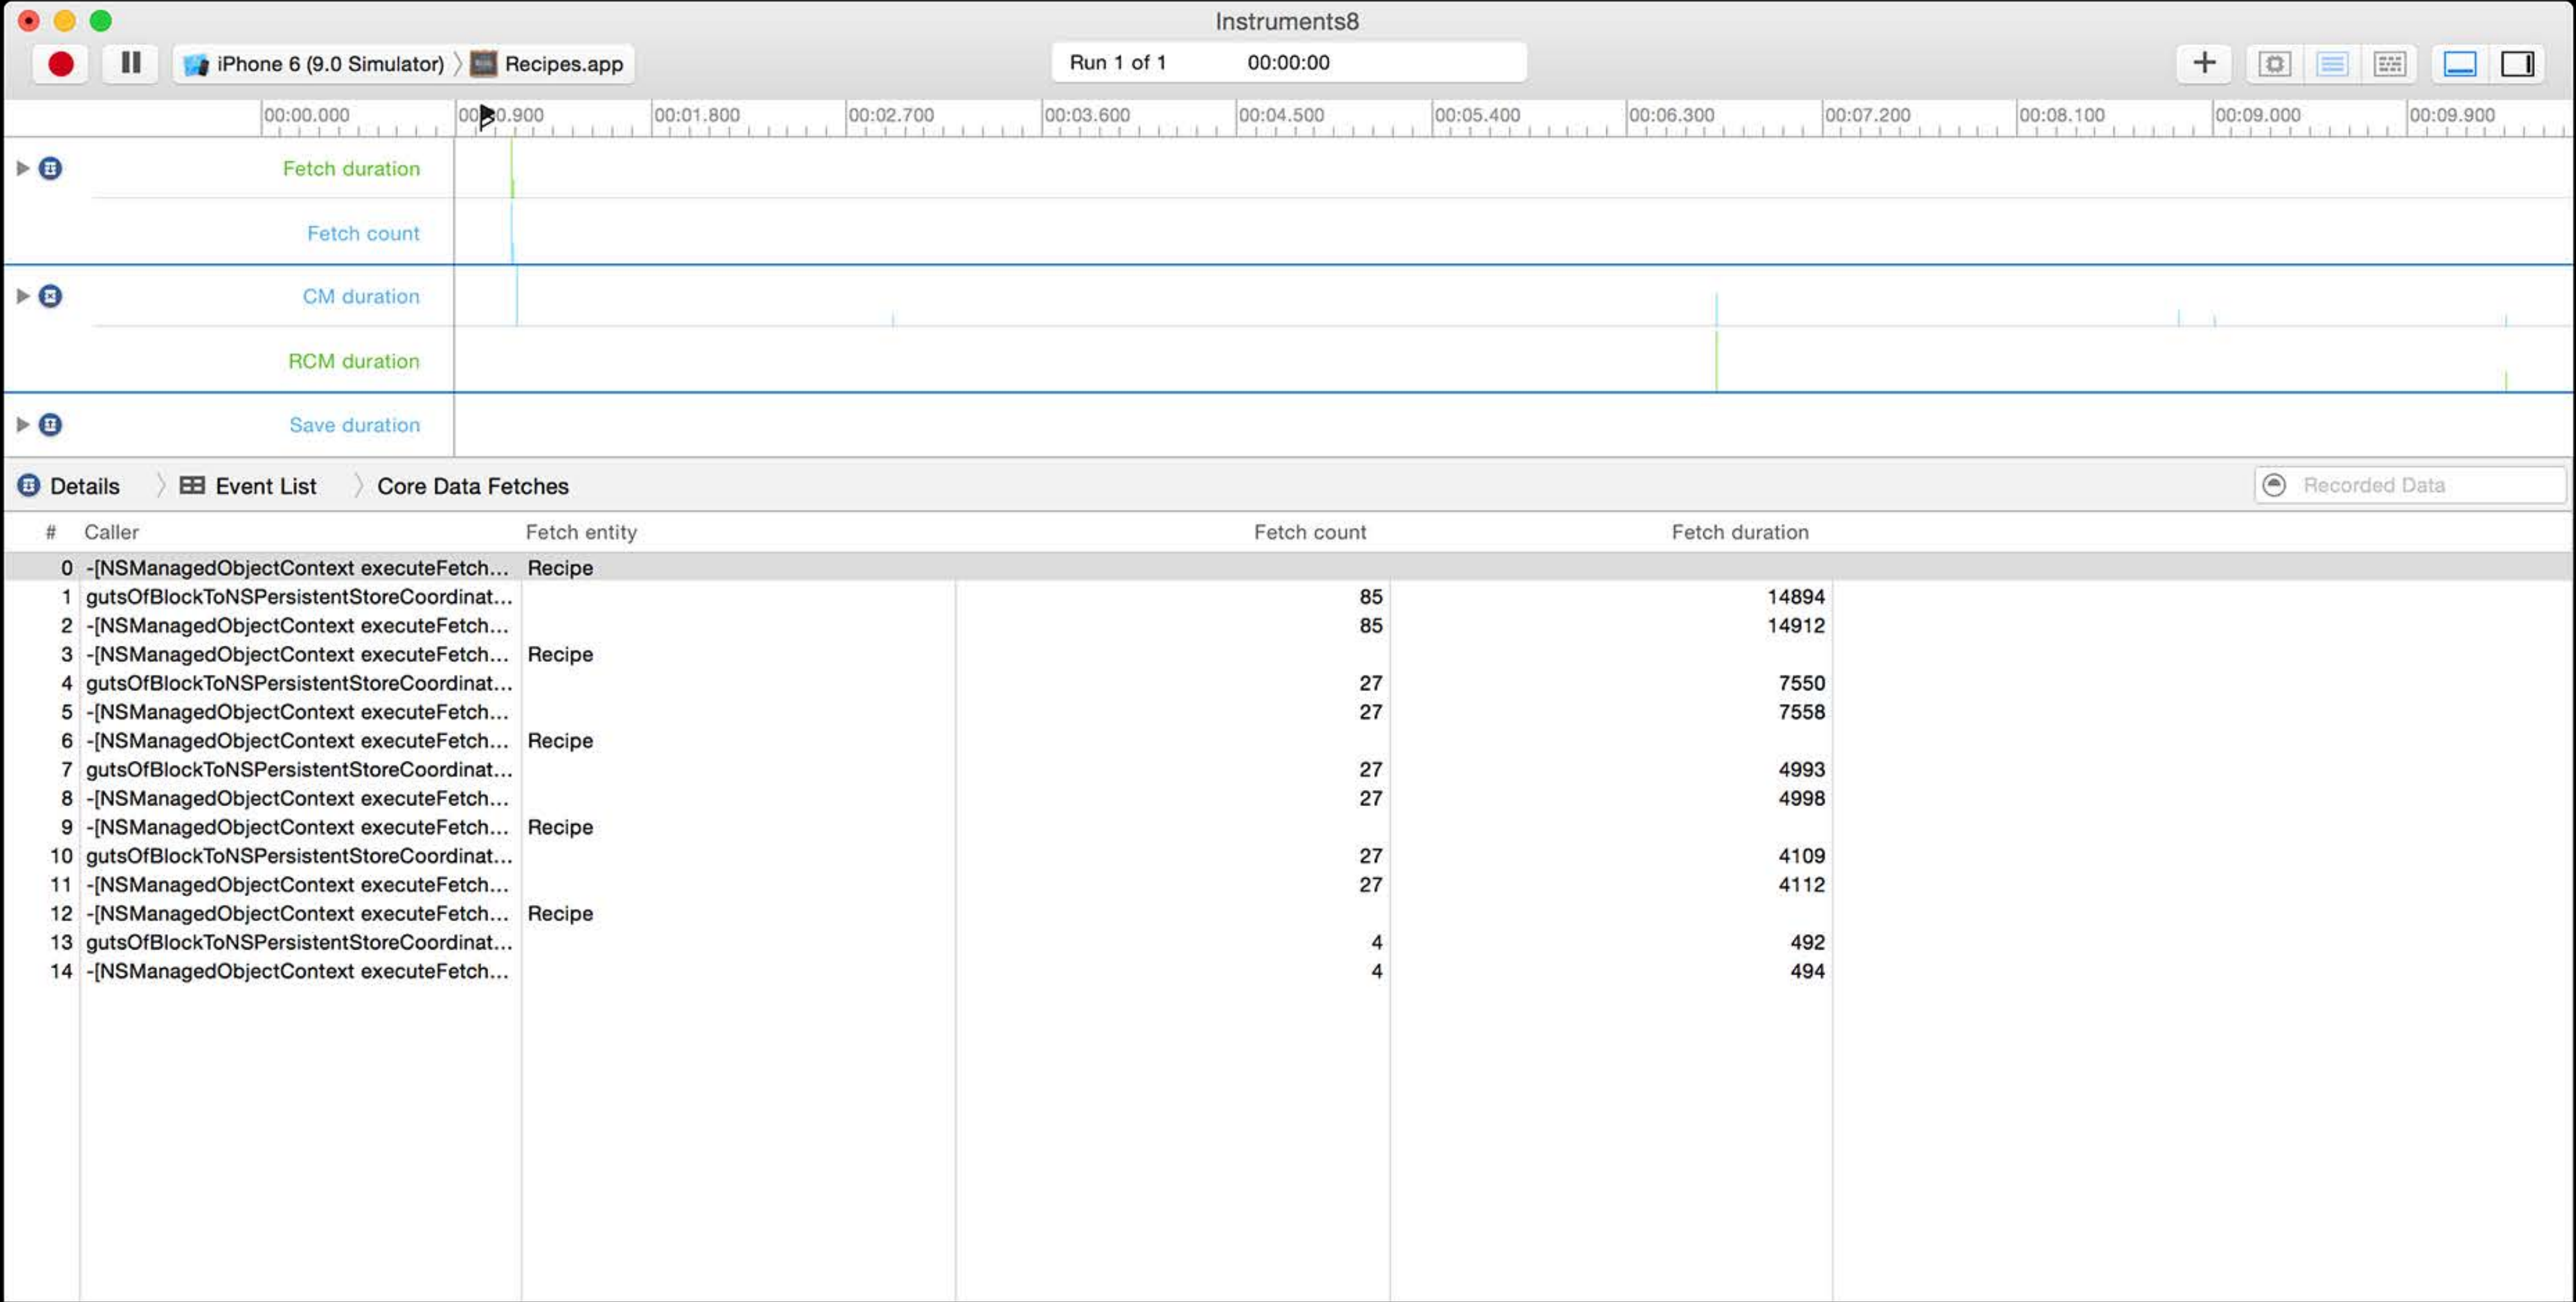 Instruments8
iPhone 6 (9.0 Simulator) Recipes.app Run 1 of 1 00:00:00
00:00.000 00:01.800 00:02.700 00:03.600 00:04.500 00:05.400 00:06.300 00:07.200 00:08.100 00:09.000 00:09.900
Fetch duration
Fetch count
CM duration
RCM duration
Save duration
Details Event List Core Data Fetches Recorded Data
# Caller Fetch entity Fetch count Fetch duration
0 -[NSManagedObjectContext executeFetch... Recipe
1 gutsOfBlockToNSPersistentStoreCoordinat... 85 14894
2 -[NSManagedObjectContext executeFetch... 85 14912
3 -[NSManagedObjectContext executeFetch... Recipe
4 gutsOfBlockToNSPersistentStoreCoordinat... 27 7550
5 -[NSManagedObjectContext executeFetch... 27 7558
6 -[NSManagedObjectContext executeFetch... Recipe
7 gutsOfBlockToNSPersistentStoreCoordinat... 27 4993
8 -[NSManagedObjectContext executeFetch... 27 4998
9 -[NSManagedObjectContext executeFetch... Recipe
10 gutsOfBlockToNSPersistentStoreCoordinat... 27 4109
11 -[NSManagedObjectContext executeFetch... 27 4112
12 -[NSManagedObjectContext executeFetch... Recipe
13 gutsOfBlockToNSPersistentStoreCoordinat... 4 492
14 -[NSManagedObjectContext executeFetch... 4 494